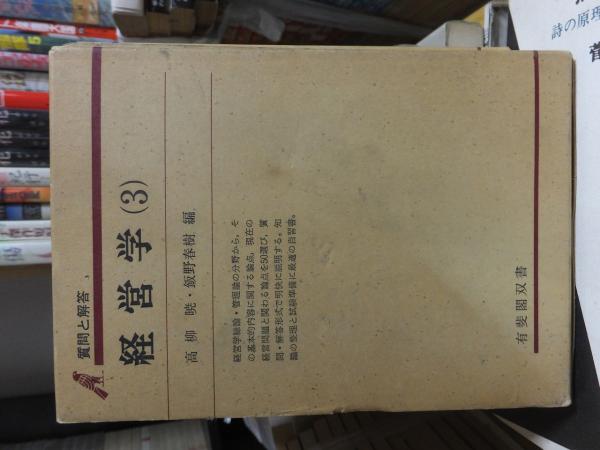 質問と解答
経営学(3)
高柳 暁・飯野春樹 編
経営学総論・管理論の分野から，そ
の基本的内容に関する論点，現在の
経営問題と関わる論点を50選び，質
問・解答形式で明快に説明する。知
識の整理と試験準備に最適の自習書。
有斐閣双書
詩の原理